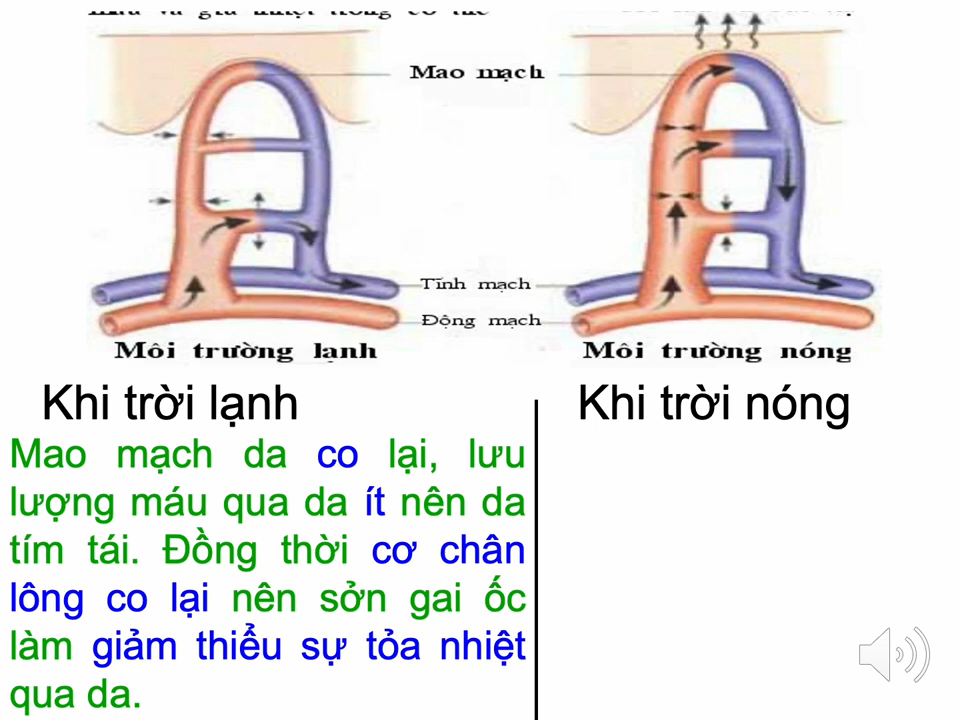 Mao mạch
Tĩnh mạch
Động mạch
Môi trường lạnh
Môi trường nóng
Khi trời lạnh
Mao mạch da co lại, lưu
lượng máu qua da ít nên da
tím tái. Đồng thời cơ chân
lông co lại nên sởn gai ốc
làm giảm thiểu sự tỏa nhiệt
qua da.
Khi trời nóng